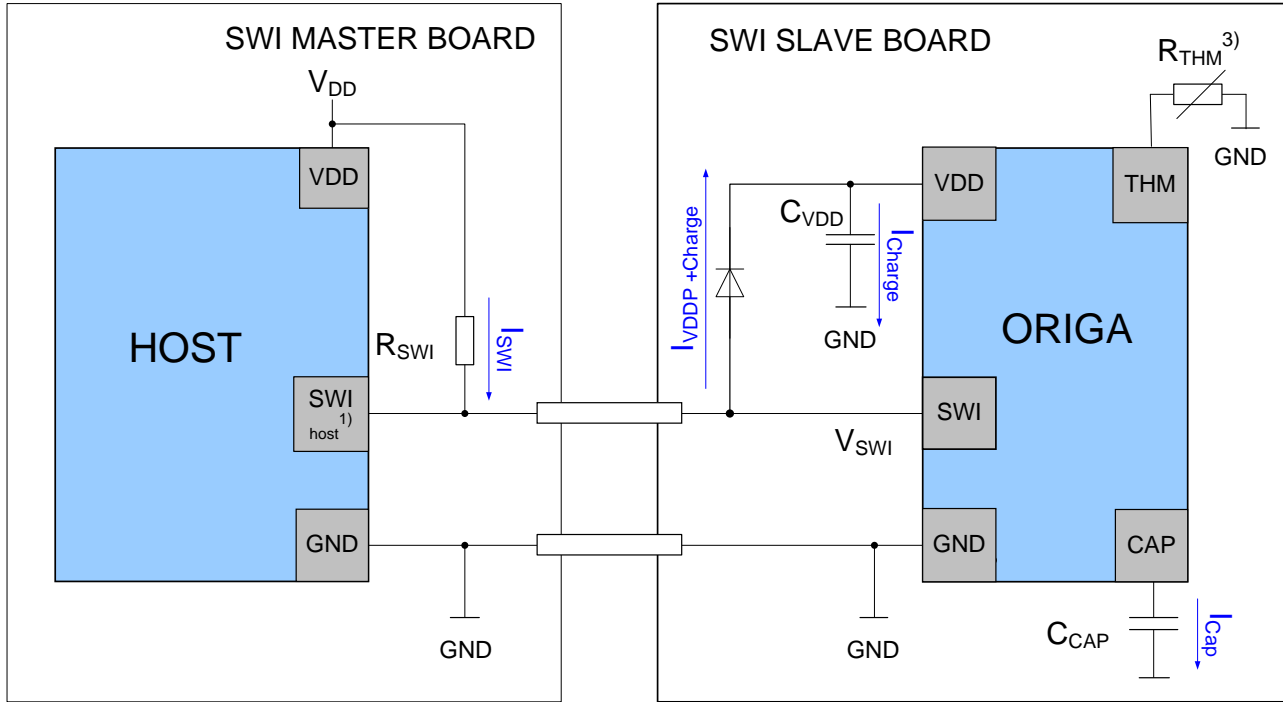 SWI MASTER BOARD
V_DD
VDD
HOST
R_SWI
I_SWI
SWI
1)
host
GND
GND
SWI SLAVE BOARD
R_THM 3)
GND
VDD
THM
C_VDD
I_Charge
GND
I_VDDP +Charge
ORIGA
SWI
V_SWI
GND
CAP
GND
C_CAP
I_Cap